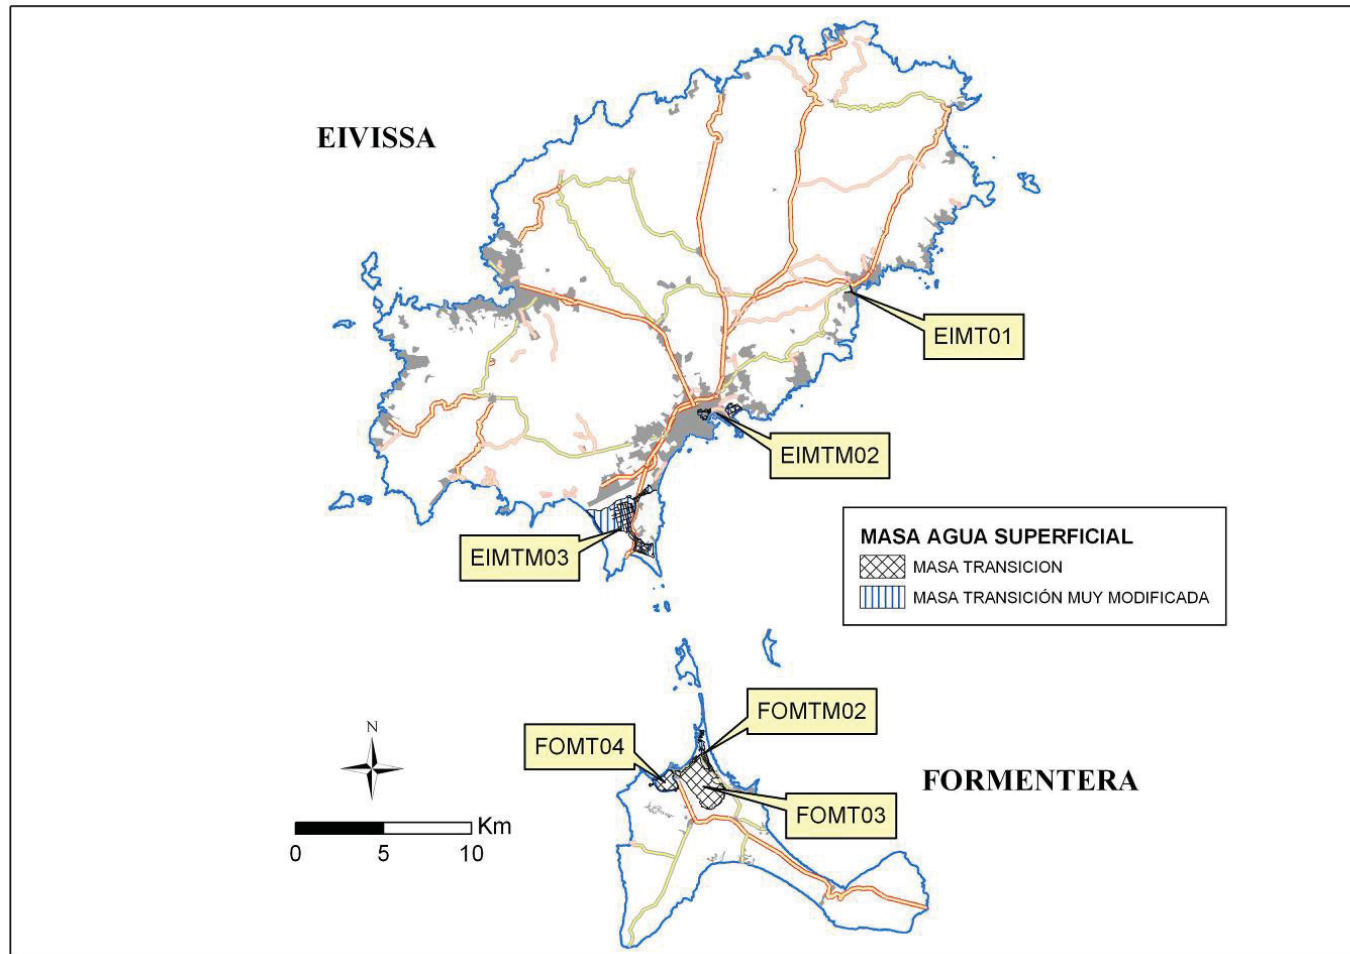 EIVISSA
EIMT01
EIMTM02
EIMTM03
MASA AGUA SUPERFICIAL
MASA TRANSICION
MASA TRANSICIÓN MUY MODIFICADA
FOMTM02
FOMT04
N
FORMENTERA
FOMT03
Km
0 5 10